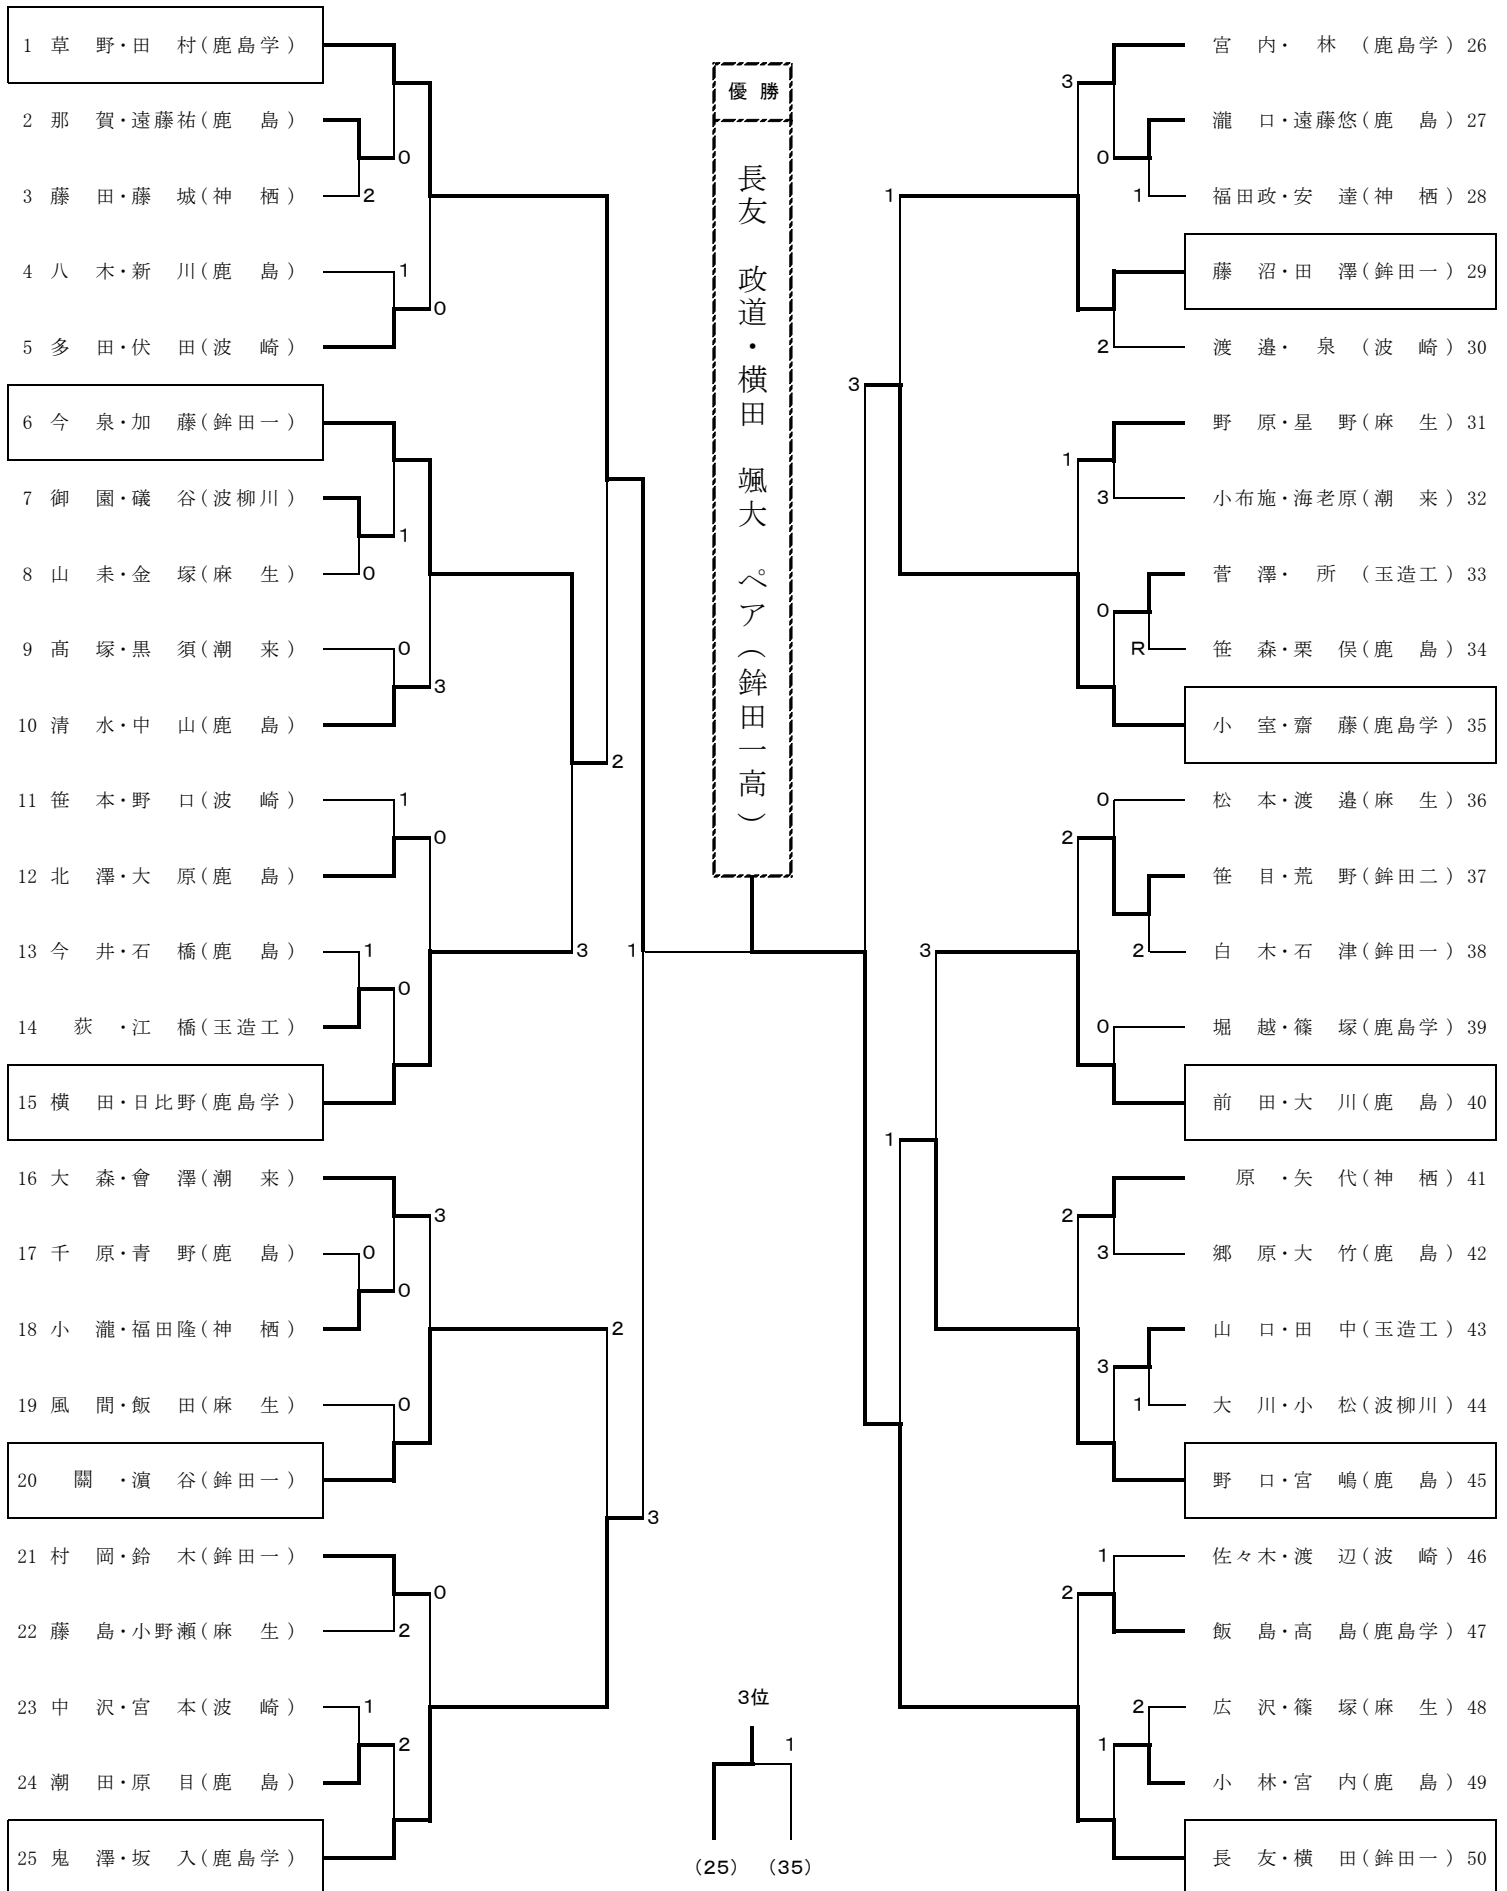 1 草 野・田 村(鹿島学)
2 那 賀・遠藤祐(鹿 島)
0
3 藤 田・藤 城(神 栖)
2
4 八 木・新 川(鹿 島)
1
0
5 多 田・伏 田(波 崎)
6 今 泉・加 藤(鉾田一)
7 御 園・礒 谷(波柳川)
1
8 山 耒・金 塚(麻 生)
0
9 髙 塚・黒 須(潮 来)
0
3
10 清 水・中 山(鹿 島)
2
11 笹 本・野 口(波 崎)
1
0
12 北 澤・大 原(鹿 島)
13 今 井・石 橋(鹿 島)
1
3
1
0
14 荻 ・江 橋(玉造工)
15 横 田・日比野(鹿島学)
16 大 森・會 澤(潮 来)
3
17 千 原・青 野(鹿 島)
0
0
18 小 瀧・福田隆(神 栖)
2
19 風 間・飯 田(麻 生)
0
20 關 ・濵 谷(鉾田一)
3
21 村 岡・鈴 木(鉾田一)
0
22 藤 島・小野瀬(麻 生)
2
23 中 沢・宮 本(波 崎)
1
2
24 潮 田・原 目(鹿 島)
25 鬼 澤・坂 入(鹿島学)
優 勝
長友 政道・横田 颯大 ペア(鉾田一高)
3位
1
(25) (35)
宮 内・ 林 (鹿島学) 26
3
瀧 口・遠藤悠(鹿 島) 27
0
1
福田政・安 達(神 栖) 28
1
藤 沼・田 澤(鉾田一) 29
2
渡 邉・ 泉 (波 崎) 30
3
野 原・星 野(麻 生) 31
1
3
小布施・海老原(潮 来) 32
菅 澤・ 所 (玉造工) 33
0
R
笹 森・栗 俣(鹿 島) 34
小 室・齋 藤(鹿島学) 35
0
松 本・渡 邉(麻 生) 36
2
笹 目・荒 野(鉾田二) 37
3
2
白 木・石 津(鉾田一) 38
0
堀 越・篠 塚(鹿島学) 39
前 田・大 川(鹿 島) 40
1
原 ・矢 代(神 栖) 41
2
3
郷 原・大 竹(鹿 島) 42
山 口・田 中(玉造工) 43
3
1
大 川・小 松(波柳川) 44
野 口・宮 嶋(鹿 島) 45
1
佐々木・渡 辺(波 崎) 46
2
飯 島・高 島(鹿島学) 47
2
広 沢・篠 塚(麻 生) 48
1
小 林・宮 内(鹿 島) 49
長 友・横 田(鉾田一) 50